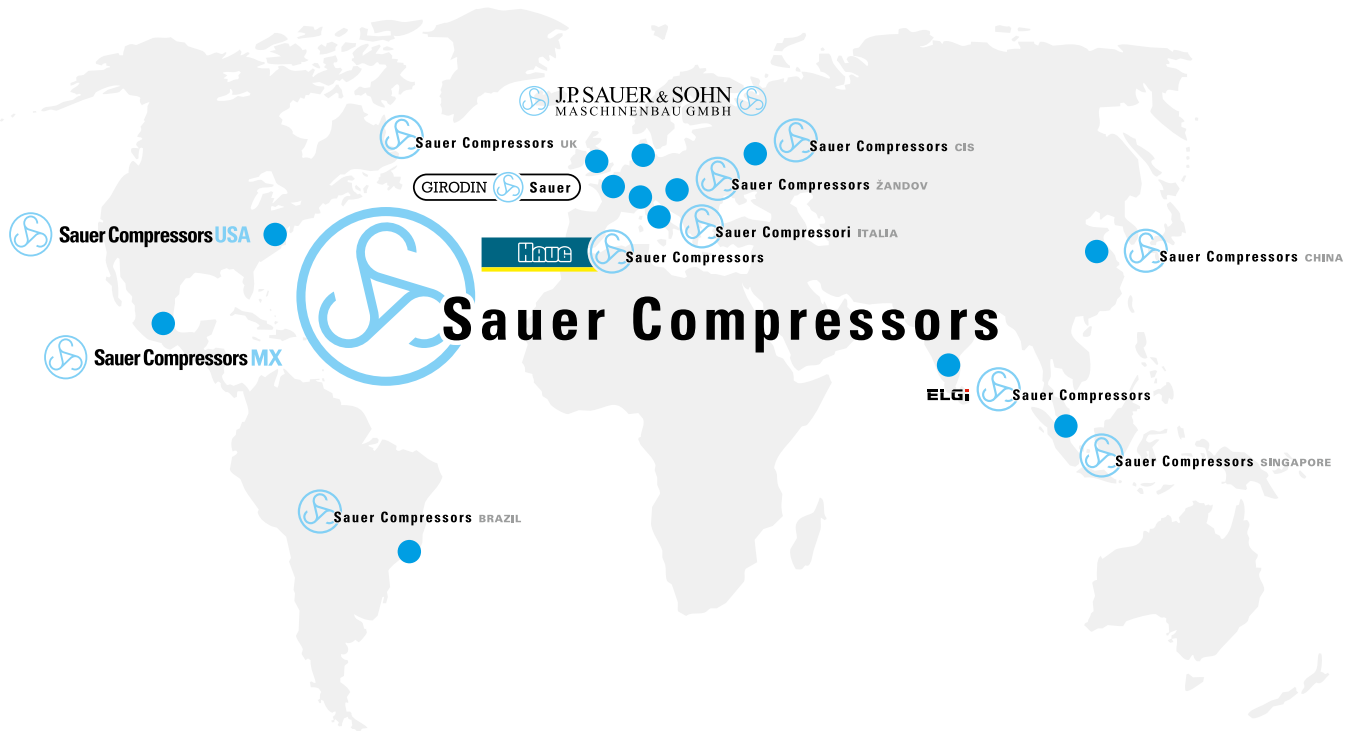 J.P. SAUER & SOHN
MASCHINENBAU GMBH
Sauer Compressors UK
Sauer Compressors CIS
GIRODIN Sauer
Sauer Compressors ŽANDOV
Sauer Compressors USA
Sauer Compressori ITALIA
HAUG Sauer Compressors
Sauer Compressors CHINA
Sauer Compressors
Sauer Compressors MX
ELGi Sauer Compressors
Sauer Compressors SINGAPORE
Sauer Compressors BRAZIL